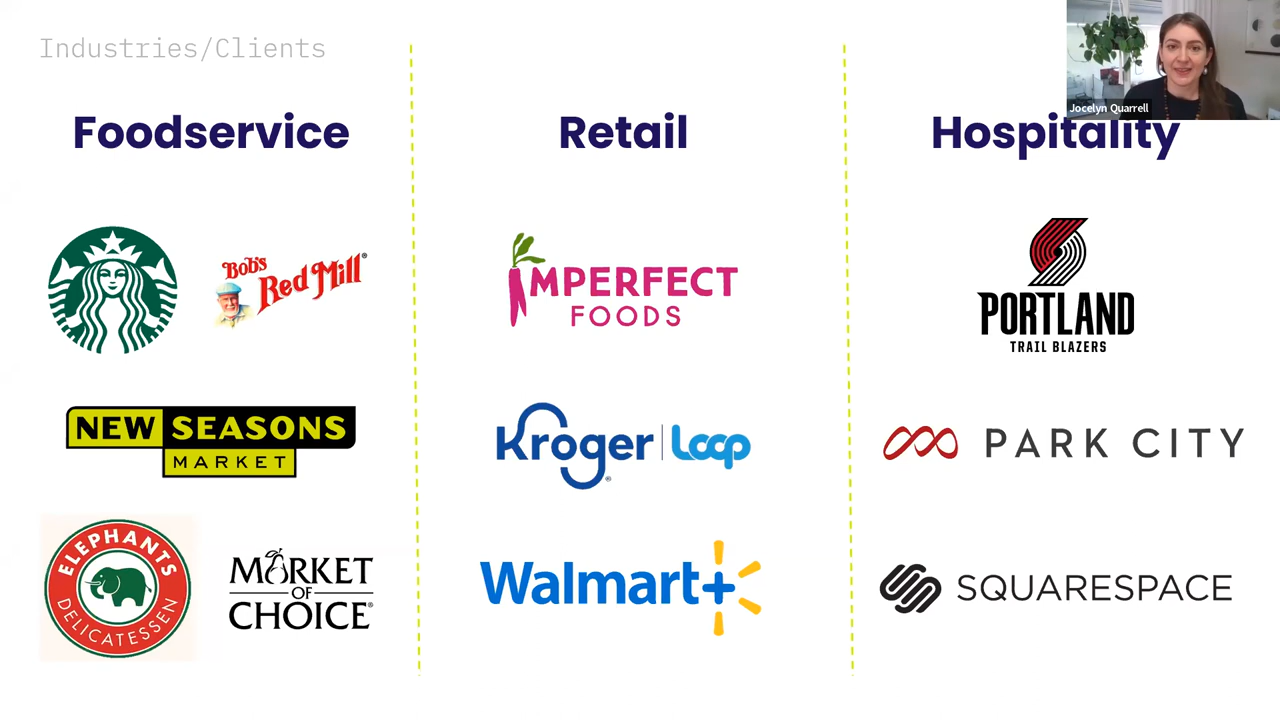 Industries/Clients
Jocelyn Quarrell
Foodservice
Retail
Hospitality
Bob's
Red Mill®
IMPERFECT
FOODS
PORTLAND
TRAIL BLAZERS
NEW SEASONS
MARKET
Kroger® | Loop
PARK CITY
ELEPHANTS
DELICATESSEN
MARKET
OF
CHOICE®
Walmart+
SQUARESPACE